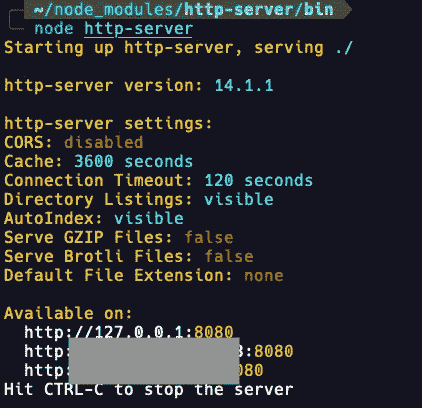 ~/node_modules/http-server/bin
node http-server
Starting up http-server, serving ./
http-server version: 14.1.1
http-server settings:
CORS: disabled
Cache: 3600 seconds
Connection Timeout: 120 seconds
Directory Listings: visible
AutoIndex: visible
Serve GZIP Files: false
Serve Brotli Files: false
Default File Extension: none
Available on:
http://127.0.0.1:8080
http: 3:8080
http: 080
Hit CTRL-C to stop the server